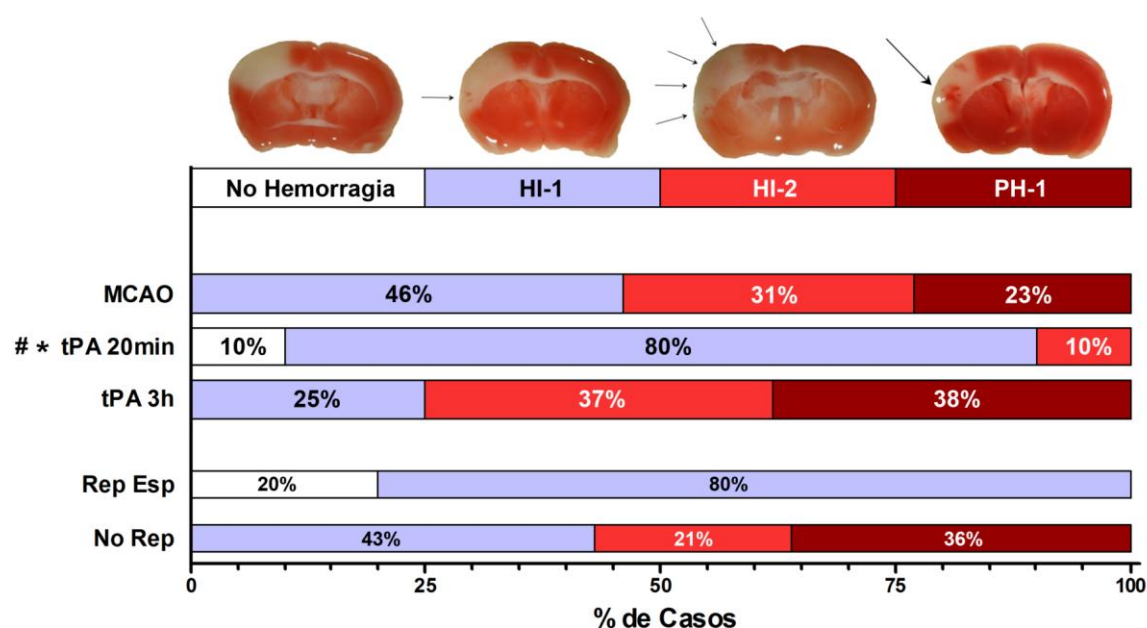 No Hemorragia HI-1 HI-2 PH-1
MCAO 46% 31% 23%
# * tPA 20min 10% 80% 10%
tPA 3h 25% 37% 38%
Rep Esp 20% 80%
No Rep 43% 21% 36%
0 25 50 75 100
% de Casos